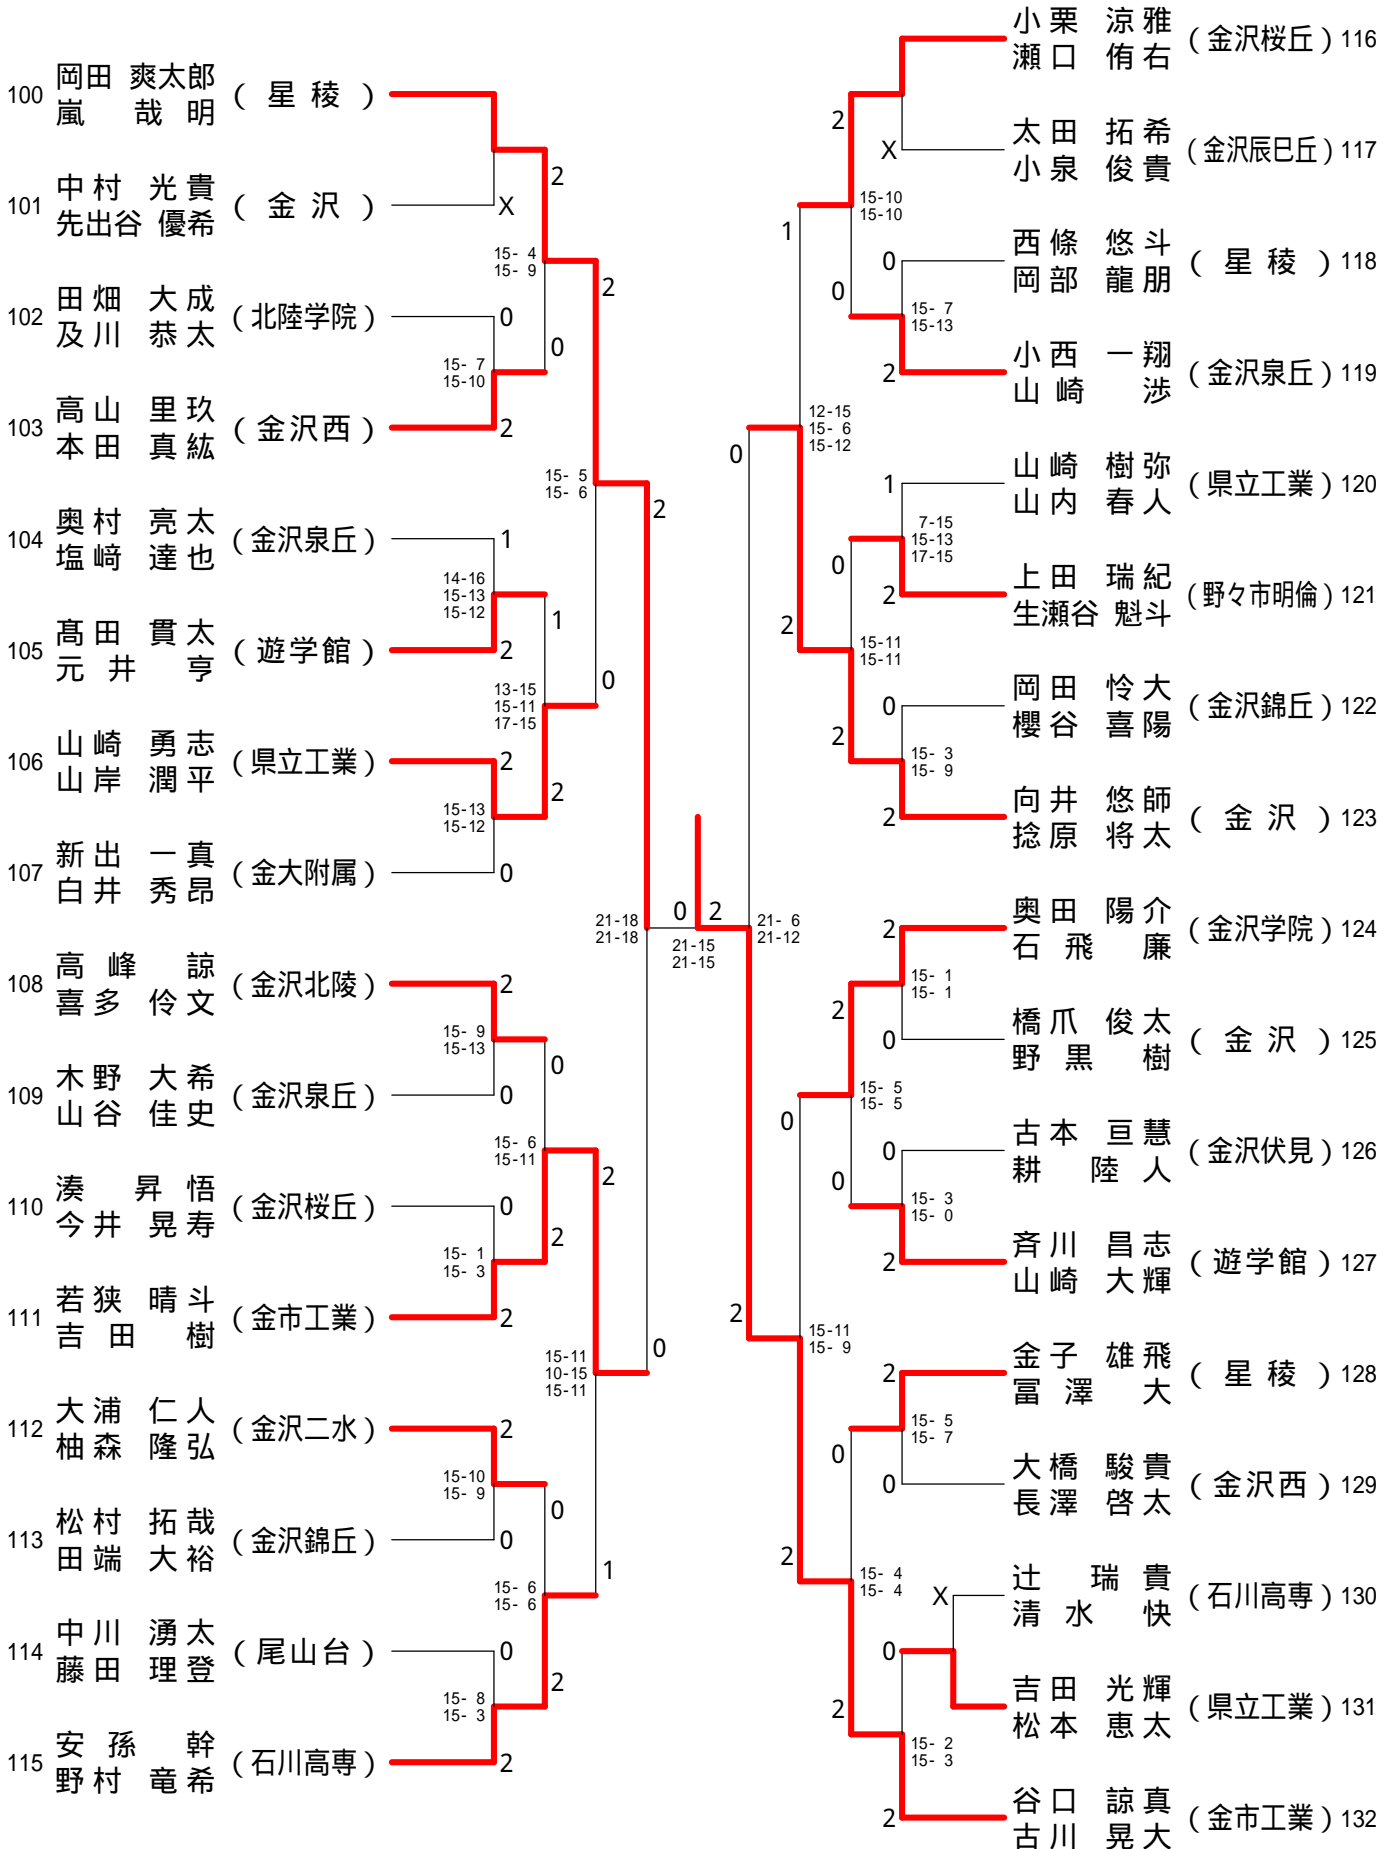 100 岡田 爽太郎 嵐 哉明 (星稜)
X
2
101 中村 光貴 先出谷 優希 (金沢)
15- 4
15- 9
2
102 田畑 大成 及川 恭太 (北陸学院) 0
15- 7
15-10
0
103 高山 里玖 本田 真紘 (金沢西) 2
15- 5
15- 6
2
104 奥村 亮太 塩﨑 達也 (金沢泉丘) 1
14-16
15-13
15-12
1
105 髙田 貫太 元井 亨 (遊学館) 2
13-15
15-11
17-15
0
106 山崎 勇志 山岸 潤平 (県立工業) 2
15-13
15-12
2
107 新出 一真 白井 秀昂 (金大附属) 0
21-18
21-18
0
108 高峰 諒 喜多 伶文 (金沢北陵) 2
15- 9
15-13
0
109 木野 大希 山谷 佳史 (金沢泉丘) 0
15- 6
15-11
2
110 湊 昇悟 今井 晃寿 (金沢桜丘) 0
15- 1
15- 3
2
111 若狭 晴斗 吉田 樹 (金市工業) 2
15-11
10-15
15-11
0
112 大浦 仁人 柚森 隆弘 (金沢二水) 2
15-10
15- 9
0
113 松村 拓哉 田端 大裕 (金沢錦丘) 0
15- 6
15- 6
1
114 中川 湧太 藤田 理登 (尾山台) 0
15- 8
15- 3
2
115 安孫 幹 野村 竜希 (石川高専) 2
21-15
21-15
2
小栗 涼雅 瀬口 侑右 (金沢桜丘) 116
2
X
太田 拓希 小泉 俊貴 (金沢辰巳丘) 117
15-10
15-10
1
0 西條 悠斗 岡部 龍朋 (星稜) 118
15- 7
15-13
0
2 小西 一翔 山崎 渉 (金沢泉丘) 119
12-15
15- 6
15-12
0
1 山崎 樹弥 山内 春人 (県立工業) 120
7-15
15-13
17-15
0
2 上田 瑞紀 生瀬谷 魁斗 (野々市明倫) 121
15-11
15-11
2
0 岡田 怜大 櫻谷 喜陽 (金沢錦丘) 122
15- 3
15- 9
2
2 向井 悠師 捻原 将太 (金沢) 123
21- 6
21-12
2 奥田 陽介 石飛 廉 (金沢学院) 124
15- 1
15- 1
2
0 橋爪 俊太 野黒 樹 (金沢) 125
15- 5
15- 5
0
0 古本 亘慧 耕 陸人 (金沢伏見) 126
15- 3
15- 0
0
2 斉川 昌志 山崎 大輝 (遊学館) 127
15-11
15- 9
2
2 金子 雄飛 冨澤 大 (星稜) 128
15- 5
15- 7
0
0 大橋 駿貴 長澤 啓太 (金沢西) 129
15- 4
15- 4
2
X 辻 瑞貴 清水 快 (石川高専) 130
0
吉田 光輝 松本 恵太 (県立工業) 131
15- 2
15- 3
2
2 谷口 諒真 古川 晃大 (金市工業) 132